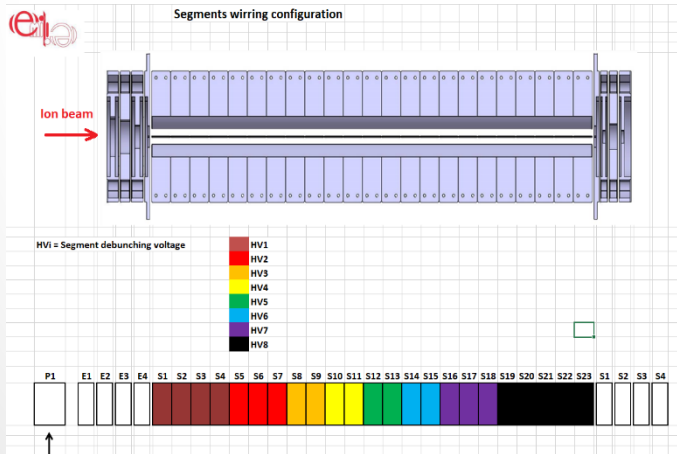 Segments wirring configuration
Ion beam
HVi = Segment debunching voltage
HV1
HV2
HV3
HV4
HV5
HV6
HV7
HV8
P1 E1 E2 E3 E4 S1 S2 S3 S4 S5 S6 S7 S8 S9 S10 S11 S12 S13 S14 S15 S16 S17 S18 S19 S20 S21 S22 S23 S1 S2 S3 S4